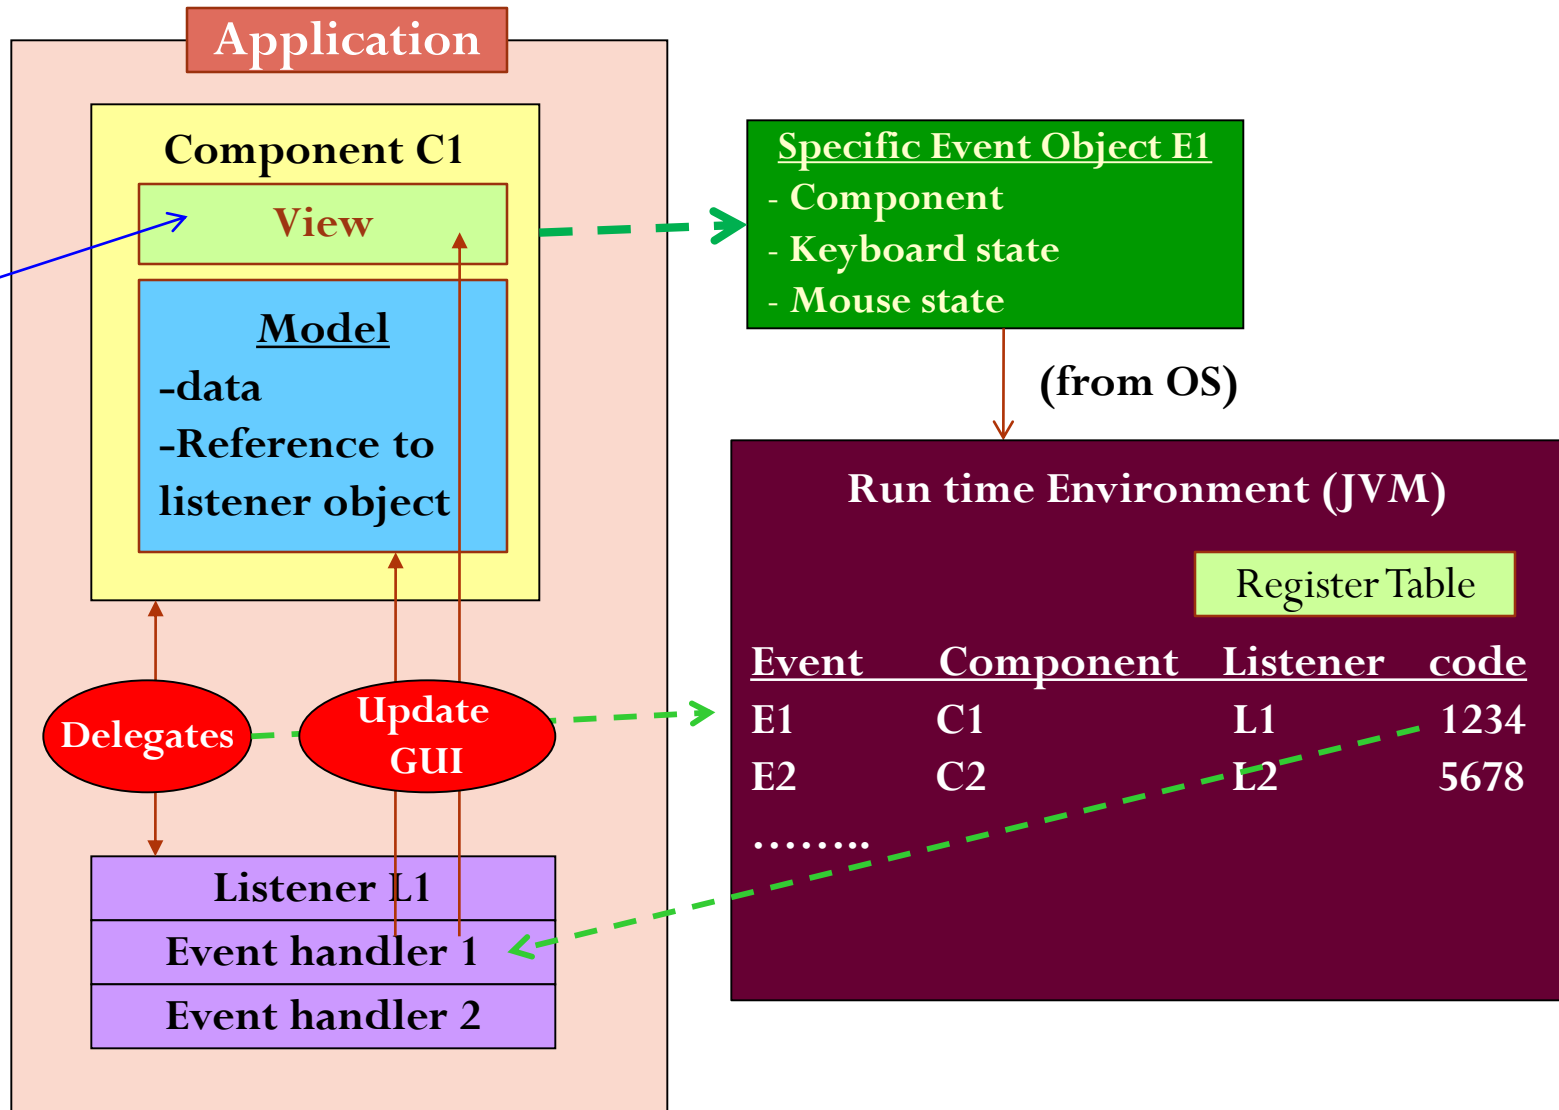 Application
Component C1
View
Model
-data
-Reference to
listener object
Delegates
Update
GUI
Listener L1
Event handler 1
Event handler 2
Specific Event Object E1
- Component
- Keyboard state
- Mouse state
(from OS)
Run time Environment (JVM)
Register Table
Event Component Listener code
E1 C1 L1 1234
E2 C2 L2 5678
……..